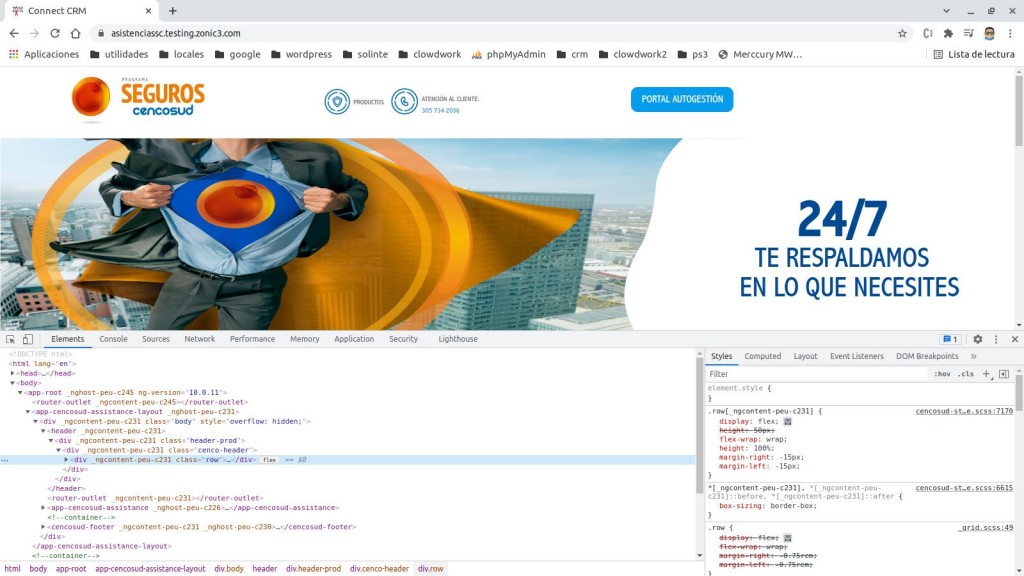 Connect CRM
asistenciassc.testing.zonic3.com
Aplicaciones utilidades locales google wordpress solinte clowdwork phpMyAdmin crm clowdwork2 ps3 Merccury MW... Lista de lectura
PROGRAMA
SEGUROS
cencosud
PRODUCTOS
ATENCIÓN AL CLIENTE:
305 734 2036
PORTAL AUTOGESTIÓN
24/7
TE RESPALDAMOS
EN LO QUE NECESITES
Elements Console Sources Network Performance Memory Application Security Lighthouse 1
<!DOCTYPE html>
<html lang="en">
<head>…</head>
<body>
<app-root _nghost-peu-c245 ng-version="10.0.11">
<router-outlet _ngcontent-peu-c245></router-outlet>
<app-cencosud-assistance-layout _nghost-peu-c231>
<div _ngcontent-peu-c231 class="body" style="overflow: hidden;">
<header _ngcontent-peu-c231>
<div _ngcontent-peu-c231 class="header-prod">
<div _ngcontent-peu-c231 class="cenco-header">
… <div _ngcontent-peu-c231 class="row">…</div> flex == $0
</div>
</div>
</header>
<router-outlet _ngcontent-peu-c231></router-outlet>
<app-cencosud-assistance _nghost-peu-c226>…</app-cencosud-assistance>
<!--container-->
<cencosud-footer _ngcontent-peu-c231 _nghost-peu-c230>…</cencosud-footer>
</div>
</app-cencosud-assistance-layout>
<!--container-->
html body app-root app-cencosud-assistance-layout div.body header div.header-prod div.cenco-header div.row
Styles Computed Layout Event Listeners DOM Breakpoints »
Filter :hov .cls +
element.style {
}
.row[_ngcontent-peu-c231] { cencosud-st…e.scss:7170
display: flex;
height: 50px;
flex-wrap: wrap;
height: 100%;
margin-right: -15px;
margin-left: -15px;
}
*[_ngcontent-peu-c231], *[_ngcontent-peu- cencosud-st…e.scss:6615
c231]::before, *[_ngcontent-peu-c231]::after {
box-sizing: border-box;
}
.row { _grid.scss:49
display: flex;
flex-wrap: wrap;
margin-right: -0.75rem;
margin-left: -0.75rem;